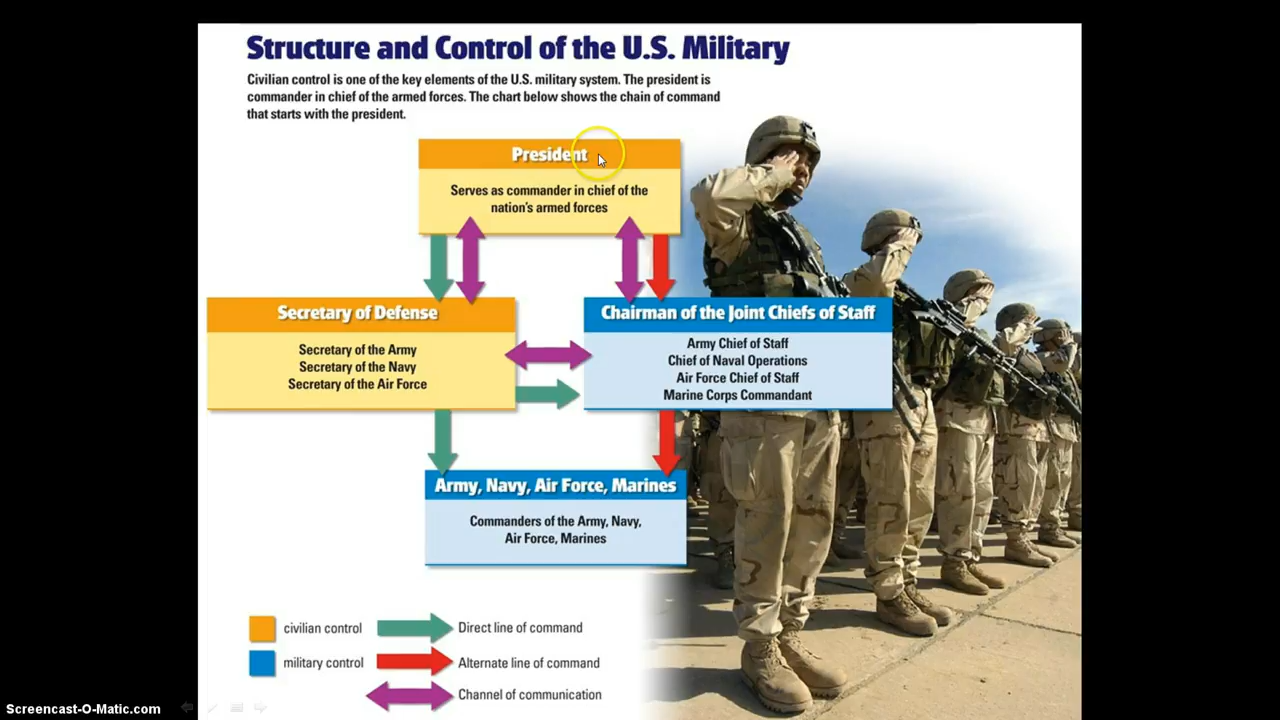 Structure and Control of the U.S. Military
Civilian control is one of the key elements of the U.S. military system. The president is
commander in chief of the armed forces. The chart below shows the chain of command
that starts with the president.
President
Serves as commander in chief of the
nation's armed forces
Secretary of Defense
Secretary of the Army
Secretary of the Navy
Secretary of the Air Force
Chairman of the Joint Chiefs of Staff
Army Chief of Staff
Chief of Naval Operations
Air Force Chief of Staff
Marine Corps Commandant
Army, Navy, Air Force, Marines
Commanders of the Army, Navy,
Air Force, Marines
civilian control
Direct line of command
military control
Alternate line of command
Channel of communication
Screencast-O-Matic.com